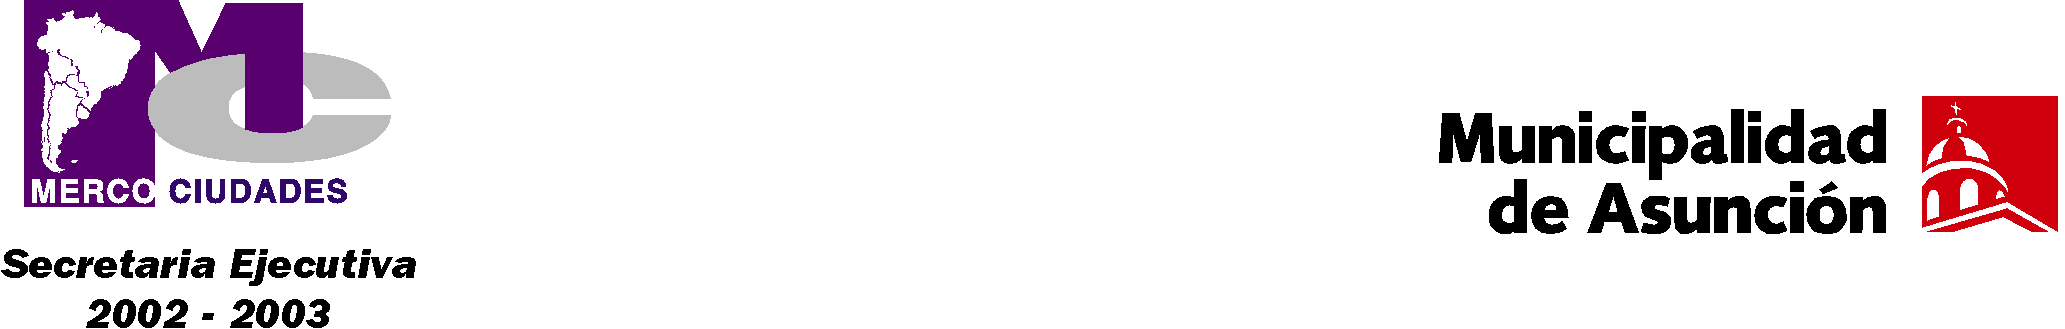 MERCO CIUDADES
Secretaria Ejecutiva
2002 - 2003
Municipalidad
de Asunción